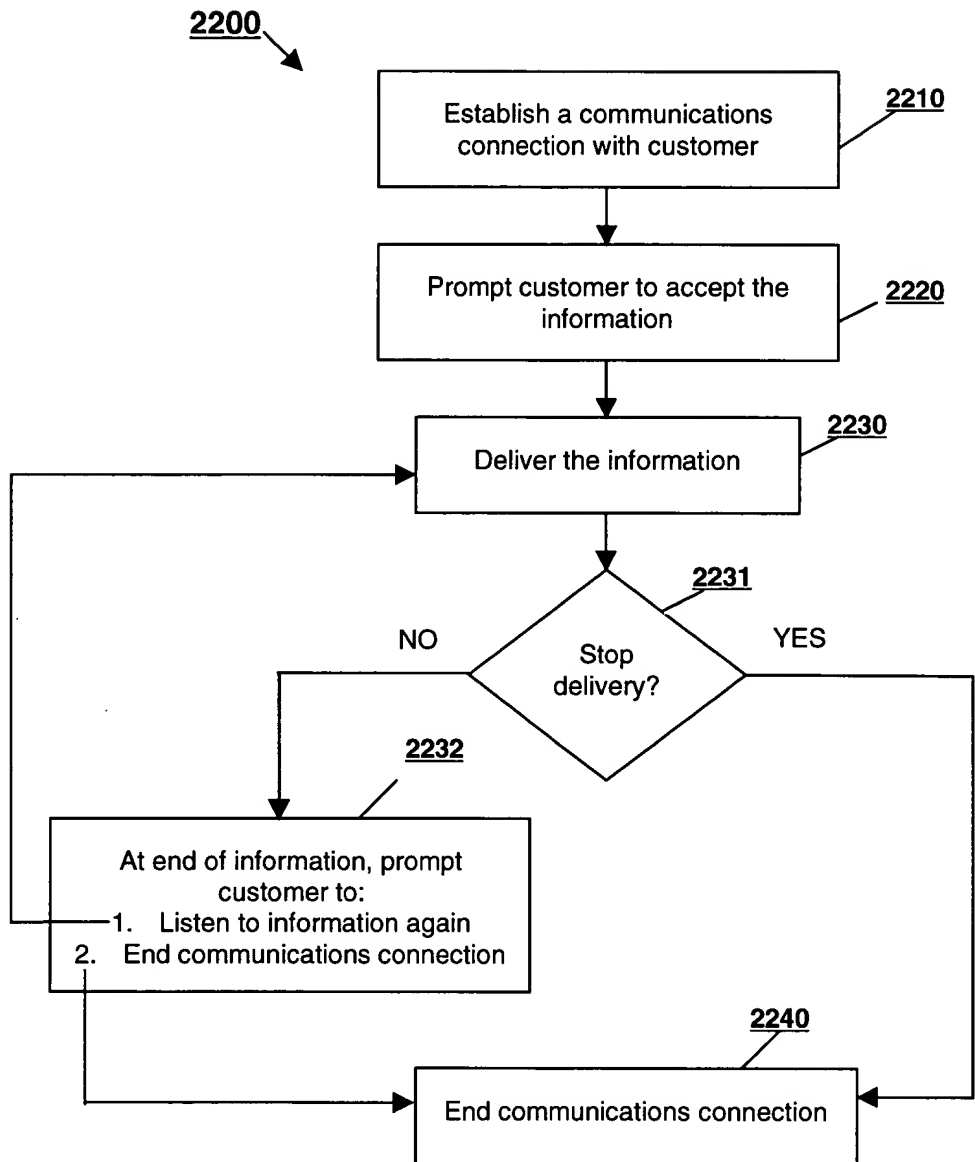 2200
Establish a communications
connection with customer
2210
Prompt customer to accept the
information
2220
Deliver the information
2230
Stop
delivery?
2231
NO
YES
2232
At end of information, prompt
customer to:
1. Listen to information again
2. End communications connection
2240
End communications connection